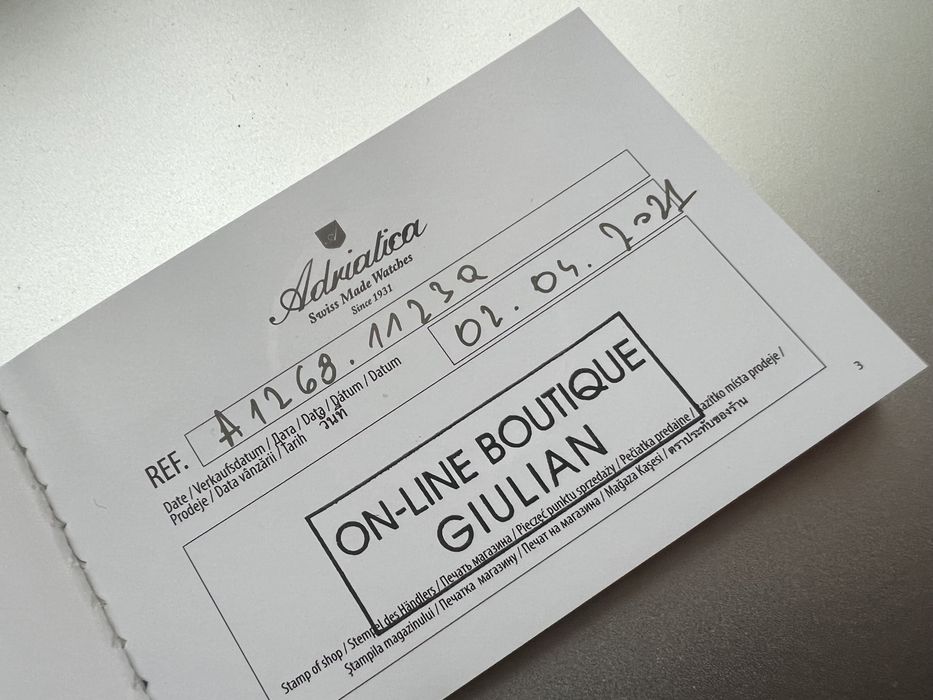 Adriatica
Swiss Made Watches
Since 1931
REF. A1268.1123Q
Date / Verkaufsdatum / Дата / Data / Dátum / Datum
Prodeje / Data vânzării / Tarih วันที่
02.04.2021
ON-LINE BOUTIQUE
GIULIAN
Stamp of shop / Stempel des Händlers / Печать магазина / Pieczęć punktu sprzedaży / Pečiatka predajne / Razítko místa prodeje /
Ştampila magazinului / Печатка магазину / Печат на магазина / Mağaza Kaşesi / ตราประทับของร้าน
3